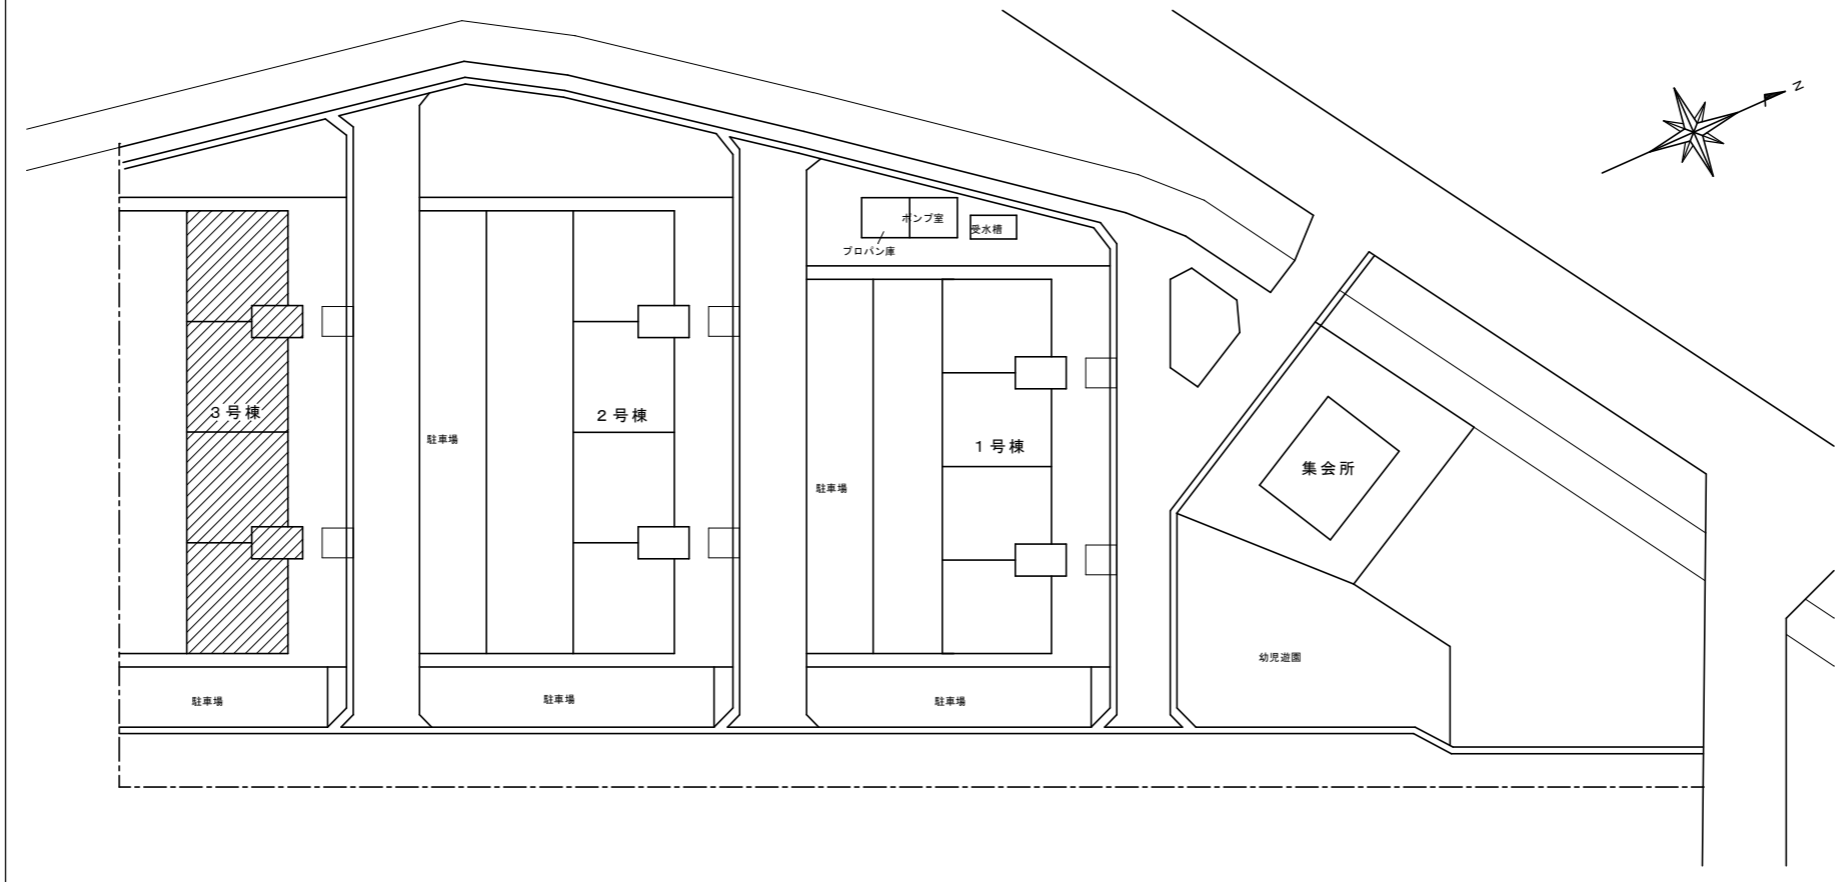 N
ポンプ室
受水槽
プロパン庫
3号棟
2号棟
駐車場
1号棟
集会所
駐車場
幼児遊園
駐車場
駐車場
駐車場